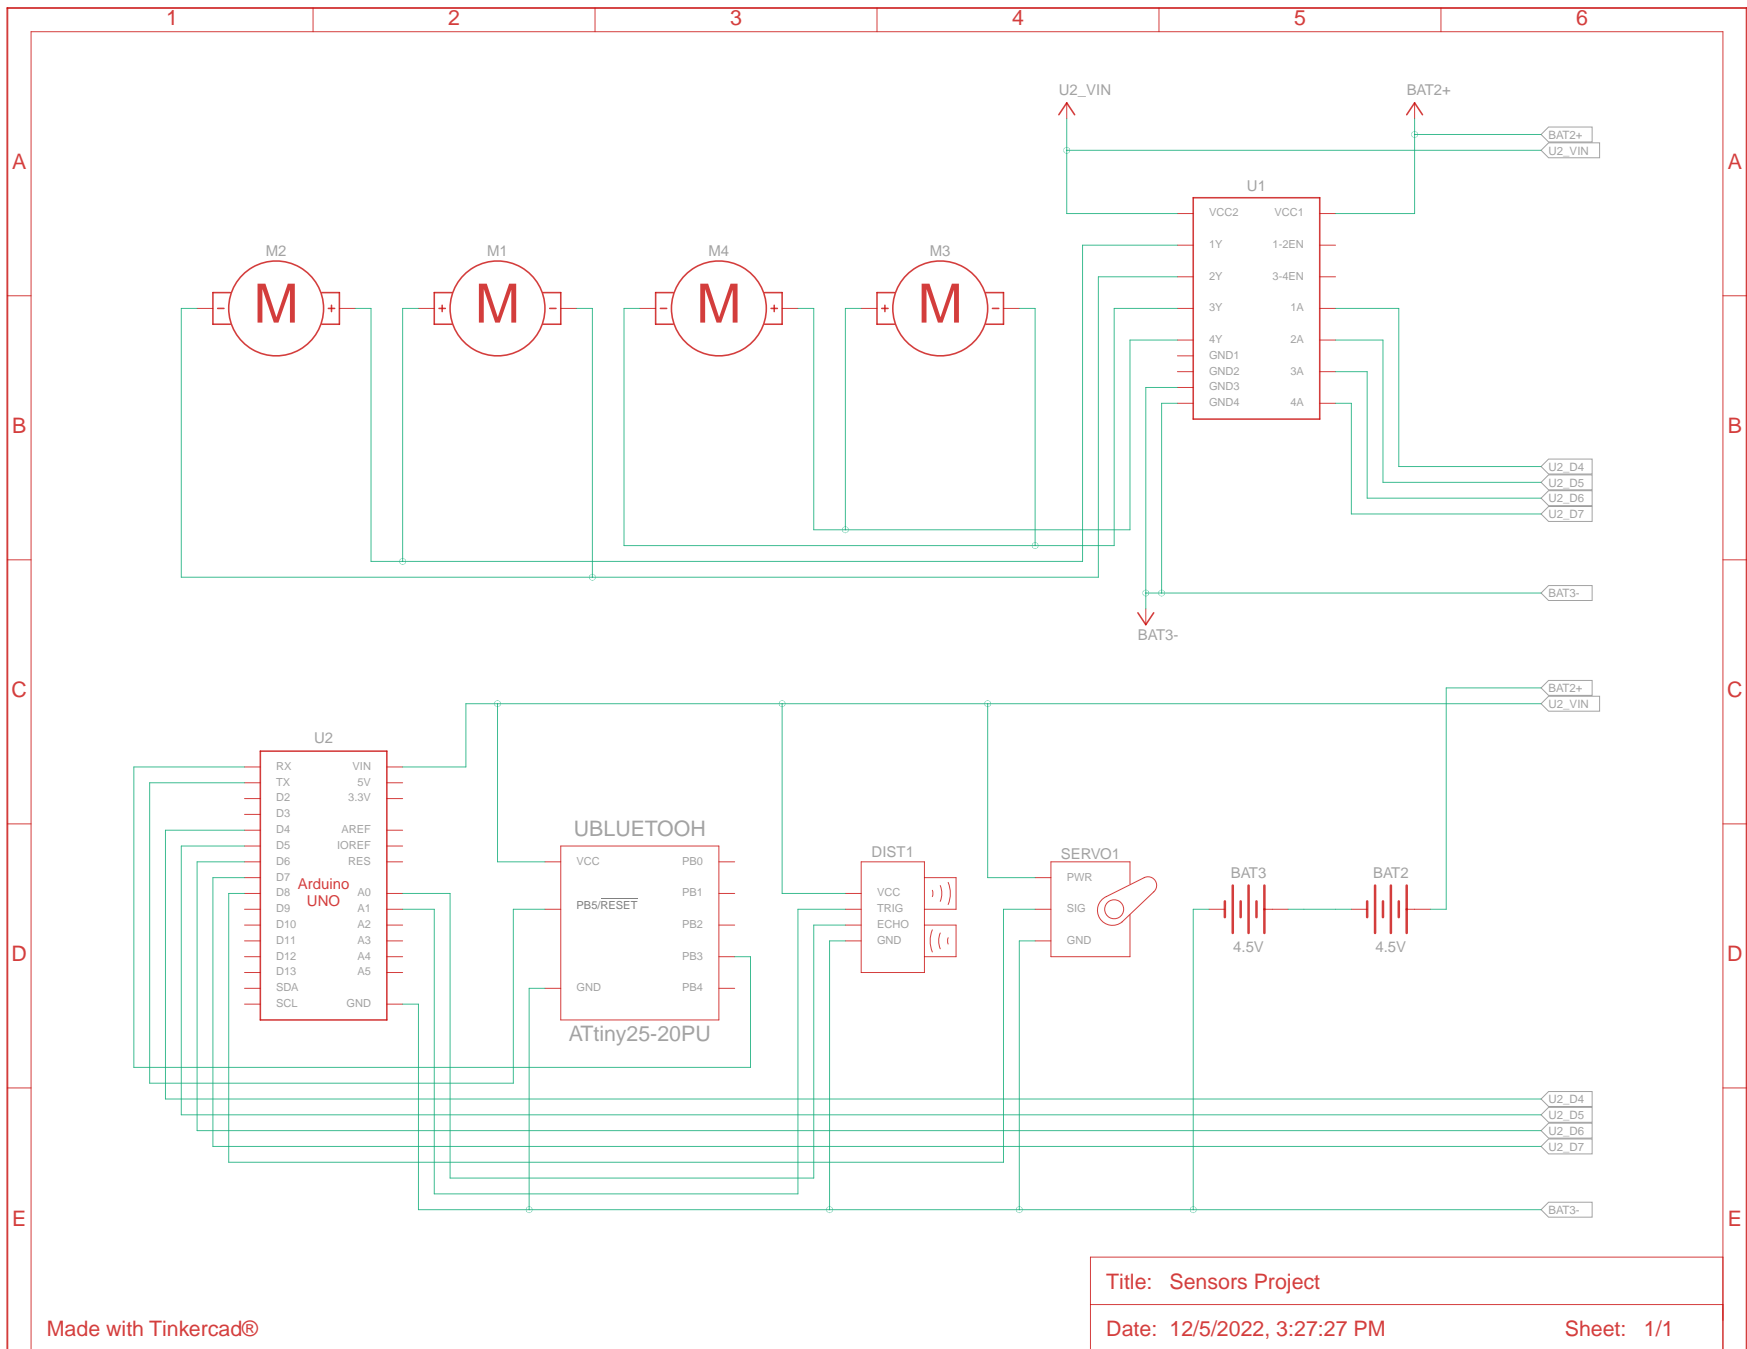 1 2 3 4 5 6
U2_VIN BAT2+
BAT2+
U2_VIN
A A
U1
VCC2 VCC1
1Y 1-2EN
2Y 3-4EN
3Y 1A
4Y 2A
GND1
GND2 3A
GND3
GND4 4A
M2 M1 M4 M3
- M + + M - - M + + M -
B B
U2_D4
U2_D5
U2_D6
U2_D7
BAT3-
BAT3-
C C
BAT2+
U2_VIN
U2
RX VIN
TX 5V
D2 3.3V
D3
D4 AREF
D5 IOREF
D6 RES
D7
Arduino
UNO
D8 A0
D9 A1
D10 A2
D11 A3
D12 A4
D13 A5
SDA
SCL GND
UBLUETOOH
VCC PB0
PB1
PB5/RESET
PB2
PB3
GND PB4
ATtiny25-20PU
DIST1
VCC
TRIG
ECHO
GND
SERVO1
PWR
SIG
GND
BAT3 BAT2
4.5V 4.5V
D D
U2_D4
U2_D5
U2_D6
U2_D7
E E
BAT3-
Title: Sensors Project
Made with Tinkercad®
Date: 12/5/2022, 3:27:27 PM Sheet: 1/1